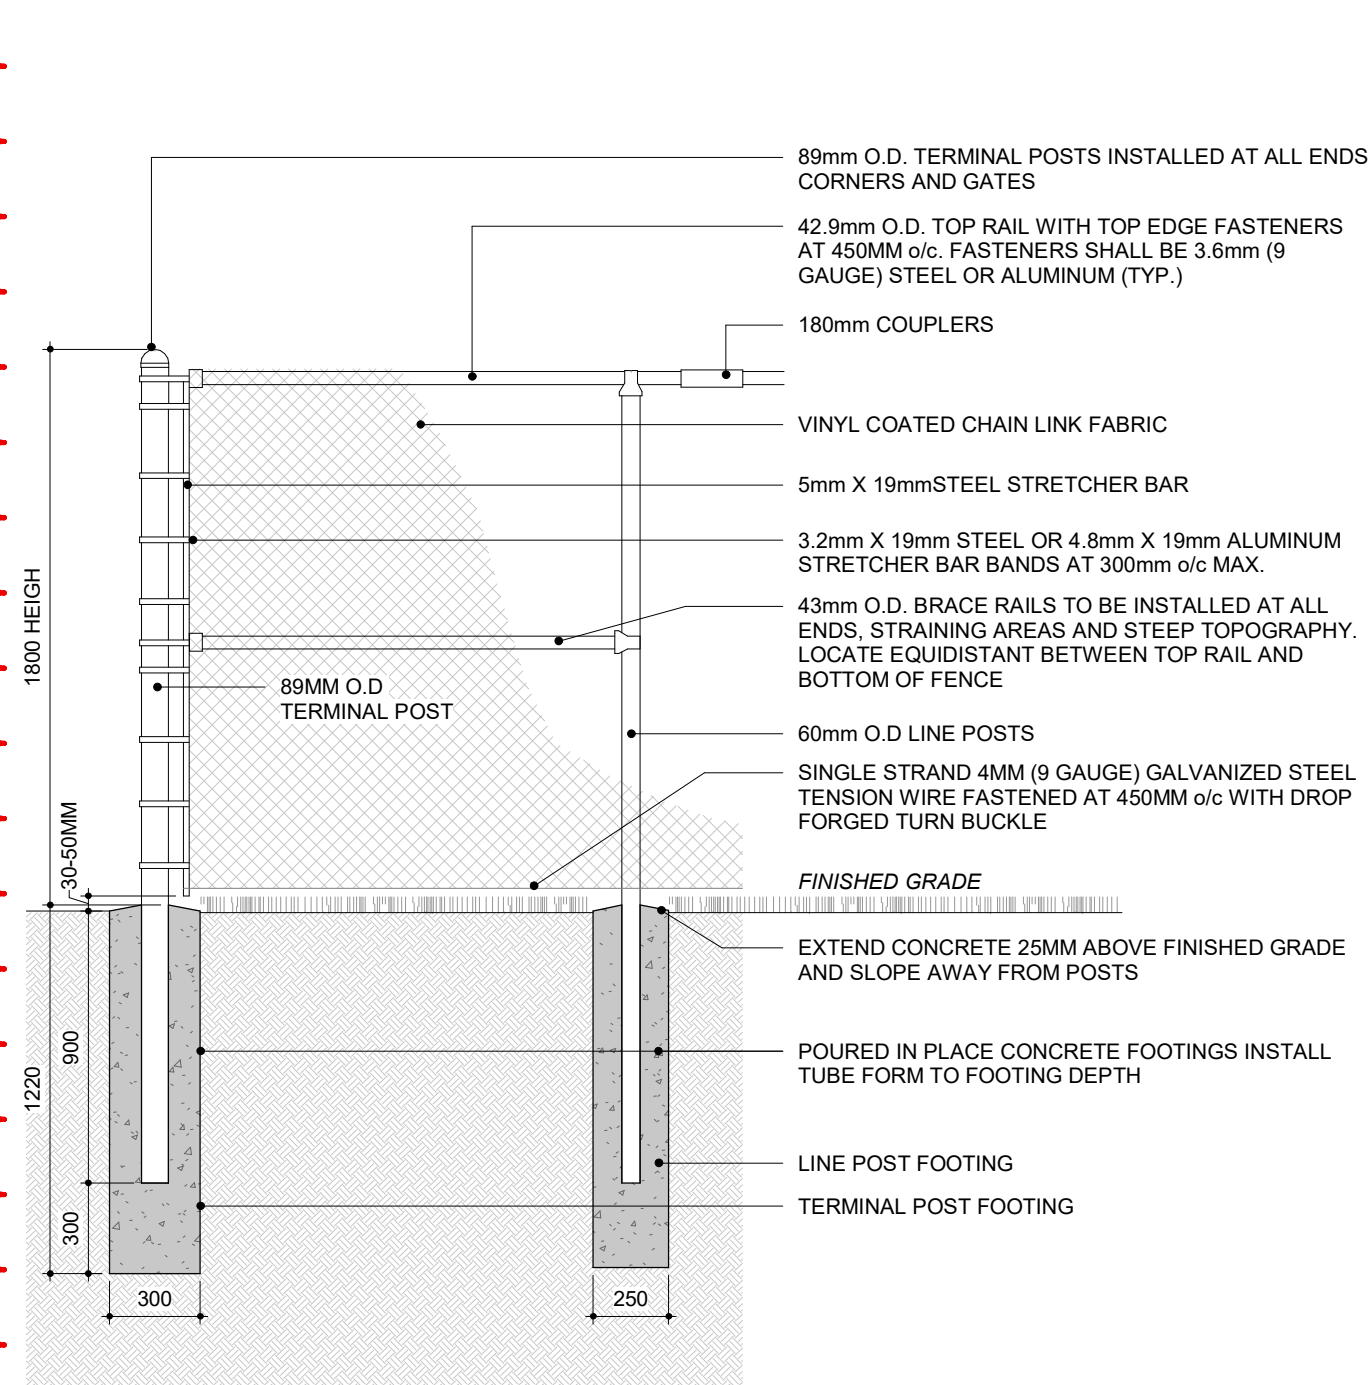 89mm O.D. TERMINAL POSTS INSTALLED AT ALL ENDS
CORNERS AND GATES
42.9mm O.D. TOP RAIL WITH TOP EDGE FASTENERS
AT 450MM o/c. FASTENERS SHALL BE 3.6mm (9
GAUGE) STEEL OR ALUMINUM (TYP.)
180mm COUPLERS
VINYL COATED CHAIN LINK FABRIC
5mm X 19mmSTEEL STRETCHER BAR
3.2mm X 19mm STEEL OR 4.8mm X 19mm ALUMINUM
STRETCHER BAR BANDS AT 300mm o/c MAX.
43mm O.D. BRACE RAILS TO BE INSTALLED AT ALL
ENDS, STRAINING AREAS AND STEEP TOPOGRAPHY.
LOCATE EQUIDISTANT BETWEEN TOP RAIL AND
BOTTOM OF FENCE
1800 HEIGH
89MM O.D
TERMINAL POST
60mm O.D LINE POSTS
SINGLE STRAND 4MM (9 GAUGE) GALVANIZED STEEL
TENSION WIRE FASTENED AT 450MM o/c WITH DROP
FORGED TURN BUCKLE
30-50MM
FINISHED GRADE
EXTEND CONCRETE 25MM ABOVE FINISHED GRADE
AND SLOPE AWAY FROM POSTS
900
1220
POURED IN PLACE CONCRETE FOOTINGS INSTALL
TUBE FORM TO FOOTING DEPTH
LINE POST FOOTING
TERMINAL POST FOOTING
300
300
250